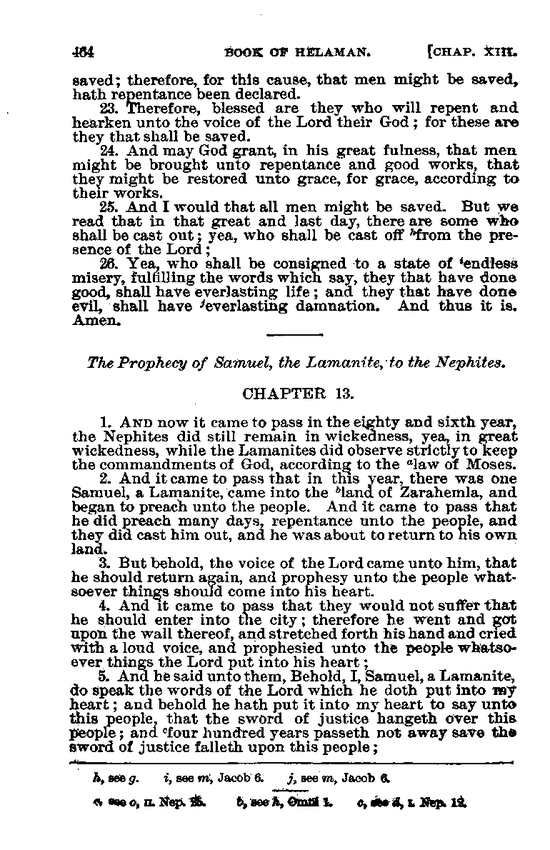 464 BOOK OF HELAMAN. [CHAP. XIII.
saved; therefore, for this cause, that men might be saved,
hath repentance been declared.
23. Therefore, blessed are they who will repent and
hearken unto the voice of the Lord their God; for these are
they that shall be saved.
24. And may God grant, in his great fulness, that men
might be brought unto repentance and good works, that
they might be restored unto grace, for grace, according to
their works.
25. And I would that all men might be saved. But we
read that in that great and last day, there are some who
shall be cast out; yea, who shall be cast off hfrom the pre-
sence of the Lord;
26. Yea, who shall be consigned to a state of iendless
misery, fulfilling the words which say, they that have done
good, shall have everlasting life; and they that have done
evil, shall have jeverlasting damnation. And thus it is.
Amen.
The Prophecy of Samuel, the Lamanite, to the Nephites.
CHAPTER 13.
1. AND now it came to pass in the eighty and sixth year,
the Nephites did still remain in wickedness, yea, in great
wickedness, while the Lamanites did observe strictly to keep
the commandments of God, according to the alaw of Moses.
2. And it came to pass that in this year, there was one
Samuel, a Lamanite, came into the bland of Zarahemla, and
began to preach unto the people. And it came to pass that
he did preach many days, repentance unto the people, and
they did cast him out, and he was about to return to his own
land.
3. But behold, the voice of the Lord came unto him, that
he should return again, and prophesy unto the people what-
soever things should come into his heart.
4. And it came to pass that they would not suffer that
he should enter into the city; therefore he went and got
upon the wall thereof, and stretched forth his hand and cried
with a loud voice, and prophesied unto the people whatso-
ever things the Lord put into his heart;
5. And he said unto them, Behold, I, Samuel, a Lamanite,
do speak the words of the Lord which he doth put into my
heart; and behold he hath put it into my heart to say unto
this people, that the sword of justice hangeth over this
people; and cfour hundred years passeth not away save the
sword of justice falleth upon this people;
h, see g. i, see m, Jacob 6. j, see m, Jacob 6.
a, see o, II. Nep. 25. b, see h, Omni 1. c, see d, I. Nep. 12.